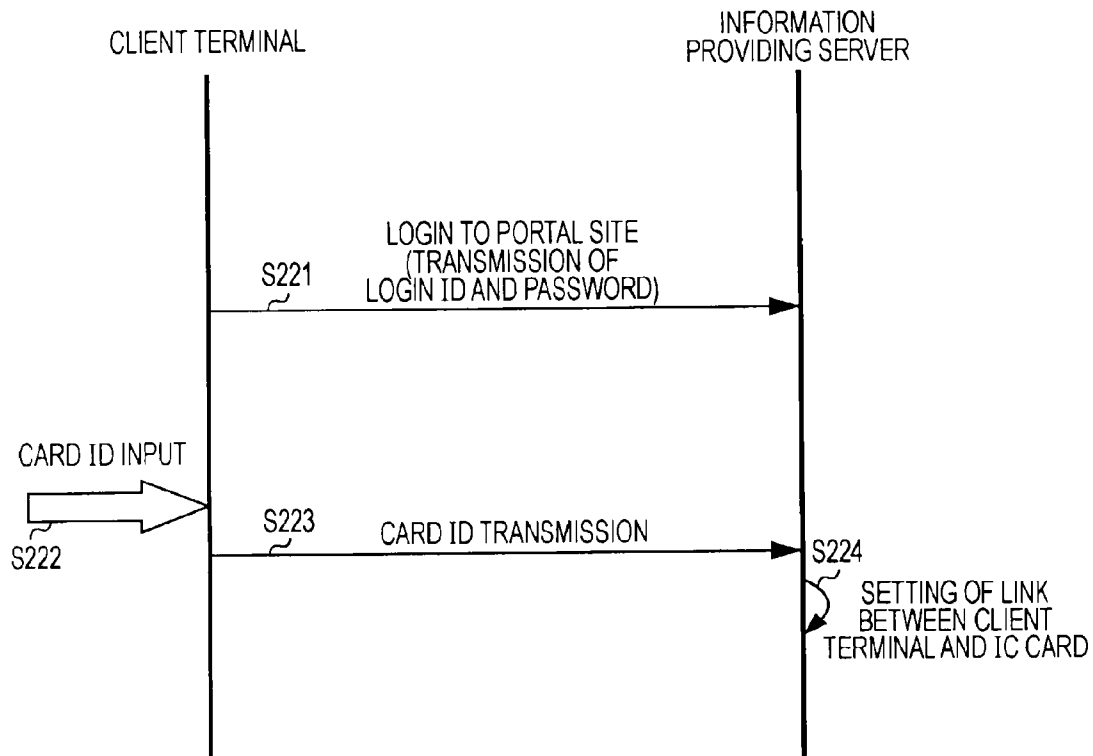 CLIENT TERMINAL
INFORMATION
PROVIDING SERVER
LOGIN TO PORTAL SITE
(TRANSMISSION OF
LOGIN ID AND PASSWORD)
S221
CARD ID INPUT
S222
S223
CARD ID TRANSMISSION
S224
SETTING OF LINK
BETWEEN CLIENT
TERMINAL AND IC CARD